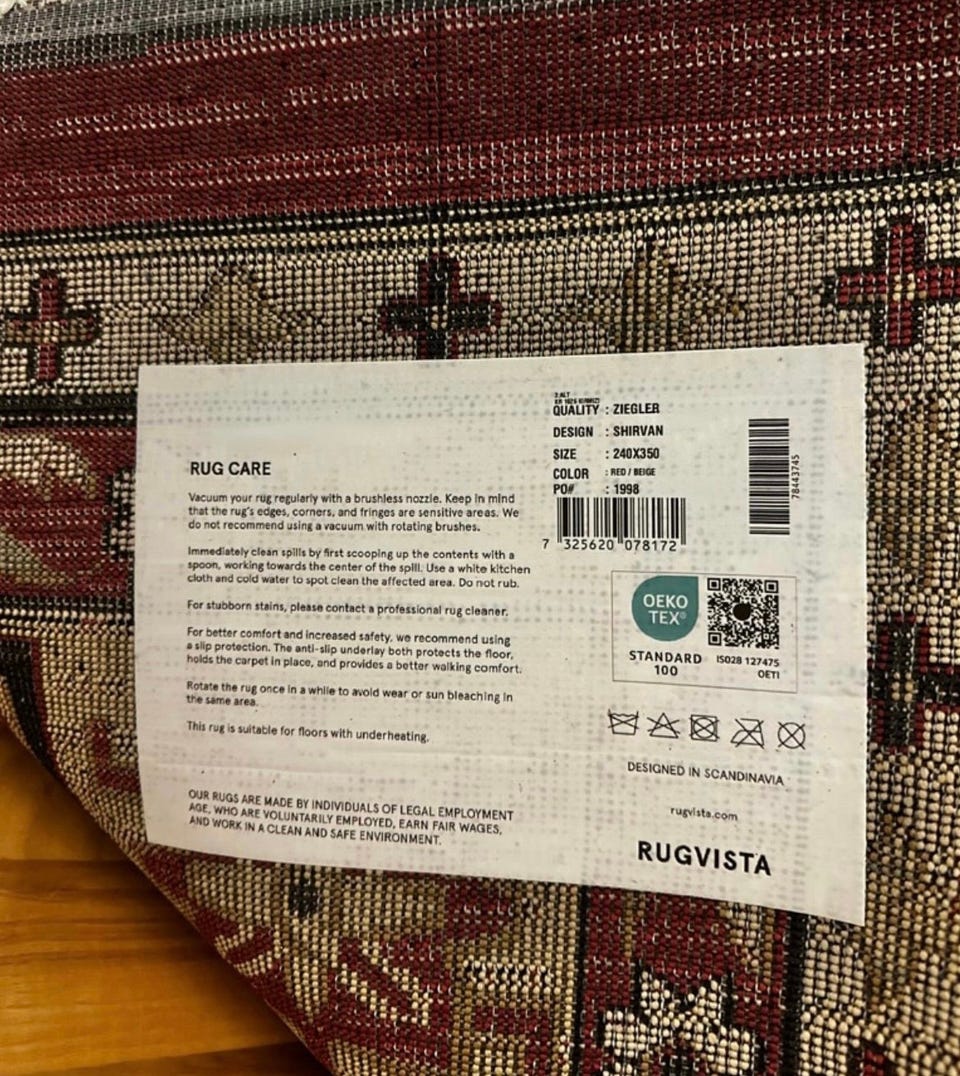 RUG CARE
Vacuum your rug regularly with a brushless nozzle. Keep in mind
that the rug's edges, corners, and fringes are sensitive areas. We
do not recommend using a vacuum with rotating brushes.
Immediately clean spills by first scooping up the contents with a
spoon, working towards the center of the spill. Use a white kitchen
cloth and cold water to spot clean the affected area. Do not rub.
For stubborn stains, please contact a professional rug cleaner.
For better comfort and increased safety, we recommend using
a slip protection. The anti-slip underlay both protects the floor,
holds the carpet in place, and provides a better walking comfort.
Rotate the rug once in a while to avoid wear or sun bleaching in
the same area.
This rug is suitable for floors with underheating.
OUR RUGS ARE MADE BY INDIVIDUALS OF LEGAL EMPLOYMENT
AGE, WHO ARE VOLUNTARILY EMPLOYED, EARN FAIR WAGES,
AND WORK IN A CLEAN AND SAFE ENVIRONMENT.
QUALITY : ZIEGLER
DESIGN : SHIRVAN
SIZE : 240X350
COLOR : RED / BEIGE
PO# : 1998
7 325620 078172
78443745
OEKO
TEX®
STANDARD
100
IS028 127475
OETI
DESIGNED IN SCANDINAVIA
rugvista.com
RUGVISTA